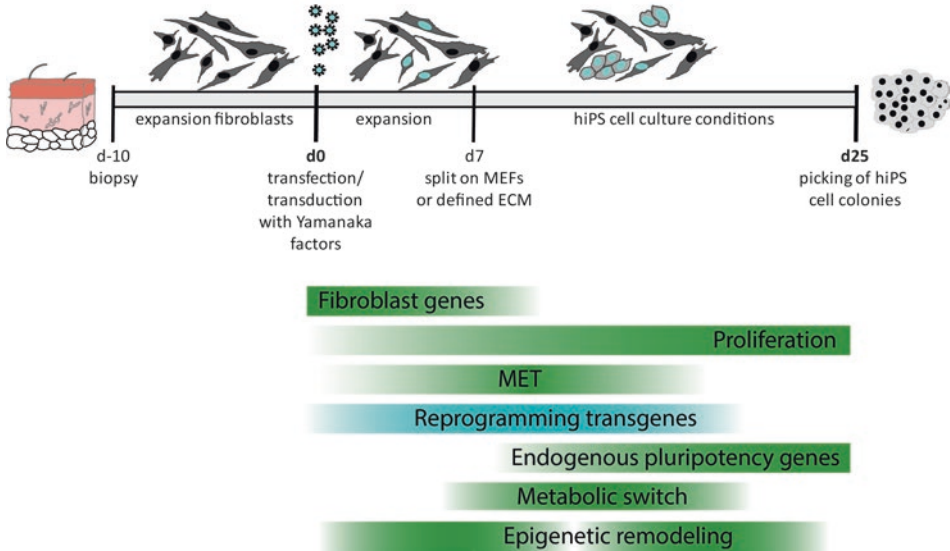 expansion fibroblasts
expansion
hiPS cell culture conditions
d-10
biopsy
d0
transfection/
transduction
with Yamanaka
factors
d7
split on MEFs
or defined ECM
d25
picking of hiPS
cell colonies
Fibroblast genes
Proliferation
MET
Reprogramming transgenes
Endogenous pluripotency genes
Metabolic switch
Epigenetic remodeling